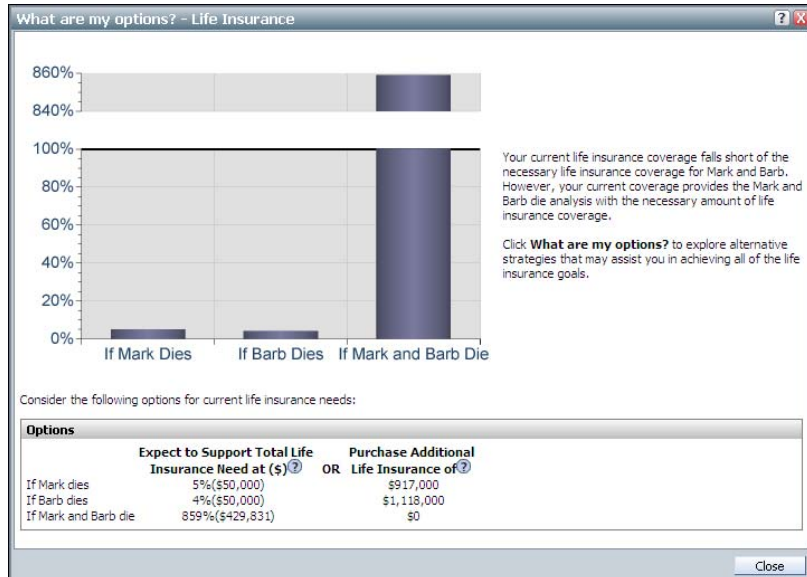 What are my options? - Life Insurance
860%
840%
100%
80%
60%
40%
20%
0%
If Mark Dies
If Barb Dies
If Mark and Barb Die
Your current life insurance coverage falls short of the
necessary life insurance coverage for Mark and Barb.
However, your current coverage provides the Mark and
Barb die analysis with the necessary amount of life
insurance coverage.
Click What are my options? to explore alternative
strategies that may assist you in achieving all of the life
insurance goals.
Consider the following options for current life insurance needs:
Options
Expect to Support Total Life Purchase Additional
Insurance Need at ($)? OR Life Insurance of?
If Mark dies 5%($50,000) $917,000
If Barb dies 4%($50,000) $1,118,000
If Mark and Barb die 859%($429,831) $0
Close